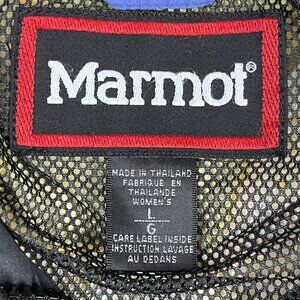 Marmot®
MADE IN THAILAND
FABRIQUE EN
THAILANDE
WOMEN'S
L
G
CARE LABEL INSIDE
INSTRUCTION LAVAGE
AU DEDANS